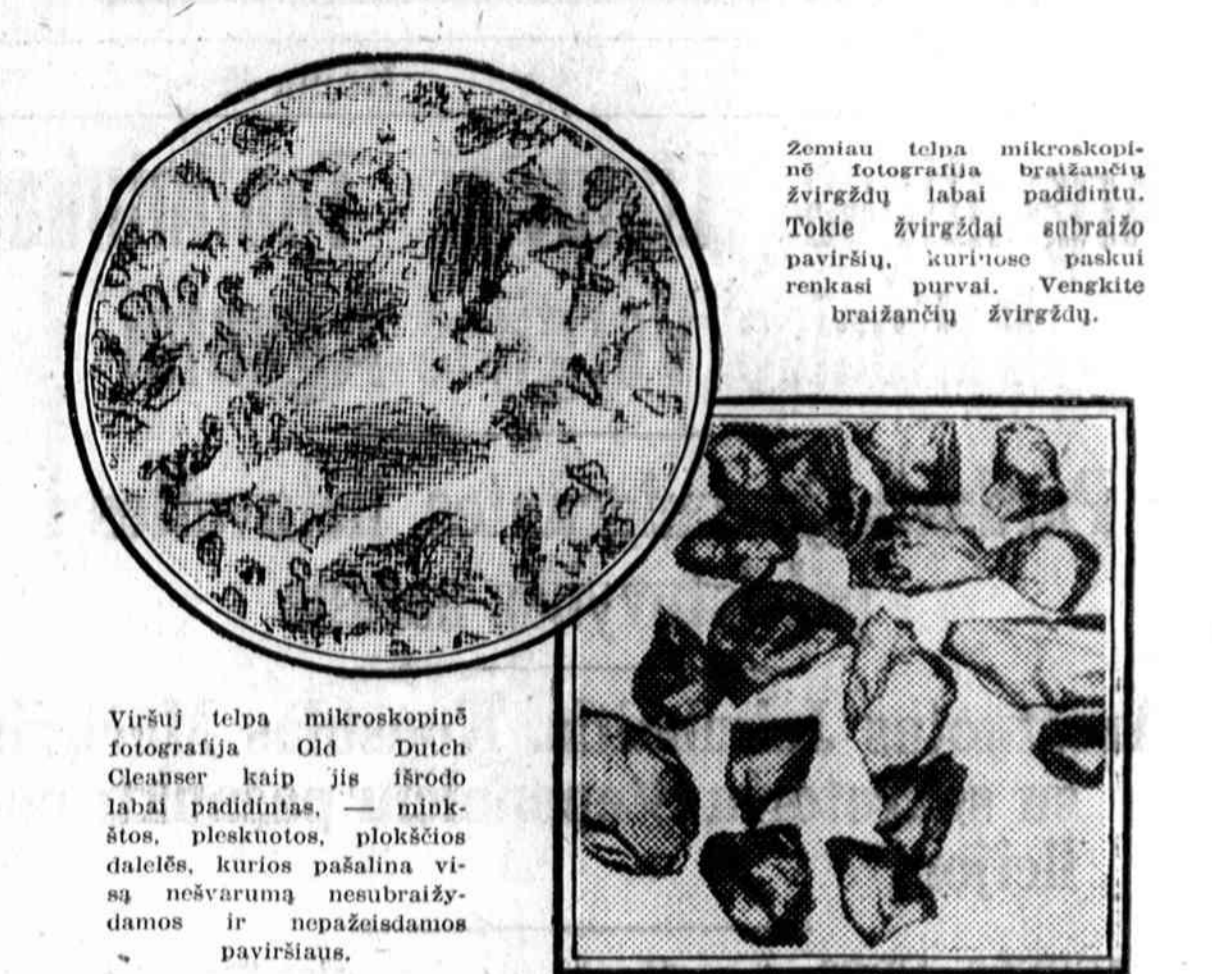 Žemiau telpa mikroskopi-
nė fotografija braižančių
žvirgždų labai padidintu.
Tokie žvirgždai subraižo
paviršių, kuriuose paskui
renkasi purvai. Vengkite
braižančių žvirgždų.
Viršuj telpa mikroskopinė
fotografija Old Dutch
Cleanser kaip jis išrodo
labai padidintas, — mink-
štos, pleskuotos, plokščios
dalelės, kurios pašalina vi-
są nešvarumą nesubraižy-
damos ir nepažeisdamos
paviršiaus.